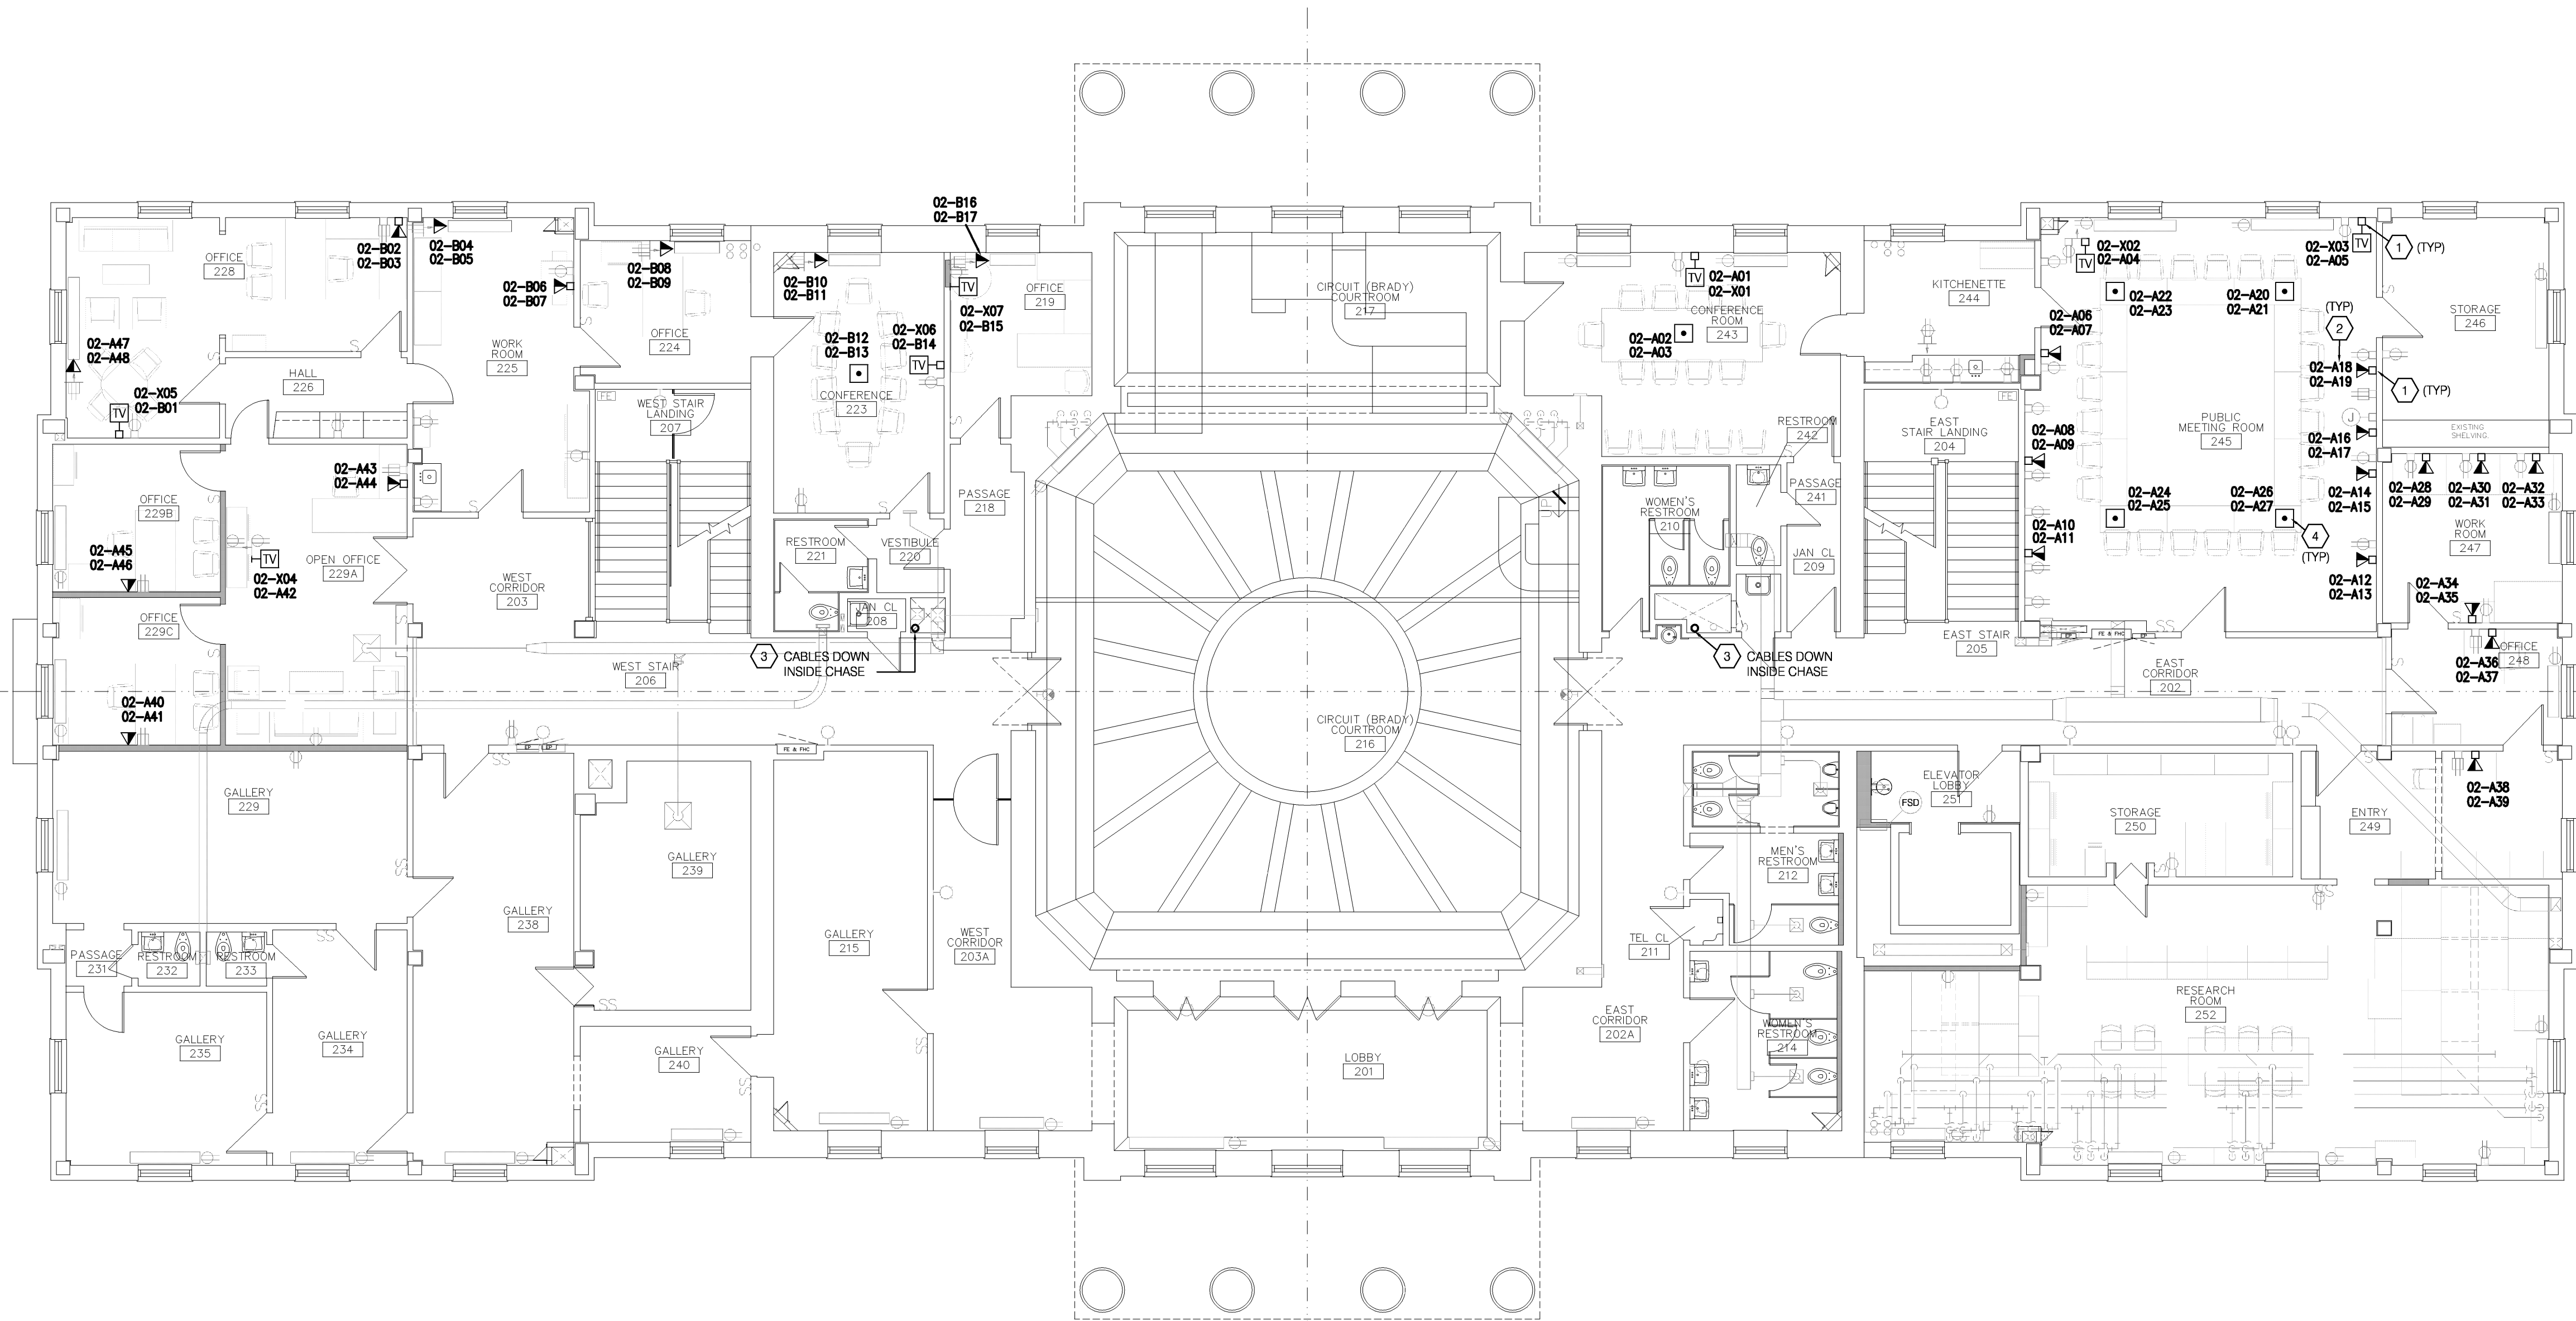 02-B16
02-B17
02-B02
02-B03
02-B04
02-B05
OFFICE
228
02-B06
02-B07
02-B08
02-B09
02-B10
02-B11
02-X07
02-B15
OFFICE
219
CIRCUIT (BRADY)
COURTROOM
217
TV
02-A01
02-X01
CONFERENCE
ROOM
243
02-A02
02-A03
KITCHENETTE
244
02-X02
02-A04
TV
02-X03
02-A05
TV
1
(TYP)
02-A22
02-A23
02-A20
02-A21
(TYP)
2
STORAGE
246
02-A06
02-A07
02-A47
02-A48
02-X05
02-B01
TV
HALL
226
WORK
ROOM
225
OFFICE
224
02-B12
02-B13
02-X06
02-B14
TV
TV
CONFERENCE
223
FE
WEST STAIR
LANDING
207
02-A18
02-A19
1
(TYP)
J
FE
EAST
STAIR LANDING
204
02-A08
02-A09
PUBLIC
MEETING ROOM
245
02-A16
02-A17
EXISTING
SHELVING.
RESTROOM
242
02-A43
02-A44
OFFICE
229B
PASSAGE
218
UP
WOMEN'S
RESTROOM
210
PASSAGE
241
02-A24
02-A25
02-A26
02-A27
02-A14
02-A15
02-A28
02-A29
02-A30
02-A31
02-A32
02-A33
WORK
ROOM
247
02-A45
02-A46
TV
02-X04
02-A42
OPEN OFFICE
229A
RESTROOM
221
VESTIBULE
220
JAN CL
209
02-A10
02-A11
4
(TYP)
02-A12
02-A13
02-A34
02-A35
WEST
CORRIDOR
203
JAN CL
208
OFFICE
229C
3
CABLES DOWN
INSIDE CHASE
WEST STAIR
206
3
CABLES DOWN
INSIDE CHASE
EAST STAIR
205
EP
FE & FHC
EP
EAST
CORRIDOR
202
02-A36
02-A37
OFFICE
248
02-A40
02-A41
CIRCUIT (BRADY)
COURTROOM
216
EP
EP
FE & FHC
GALLERY
229
GALLERY
239
ELEVATOR
LOBBY
251
FSD
STORAGE
250
ENTRY
249
02-A38
02-A39
MEN'S
RESTROOM
212
GALLERY
238
GALLERY
215
WEST
CORRIDOR
203A
TEL CL
211
PASSAGE
231
RESTROOM
232
RESTROOM
233
RESEARCH
ROOM
252
EAST
CORRIDOR
202A
WOMEN'S
RESTROOM
214
GALLERY
235
GALLERY
234
GALLERY
240
LOBBY
201